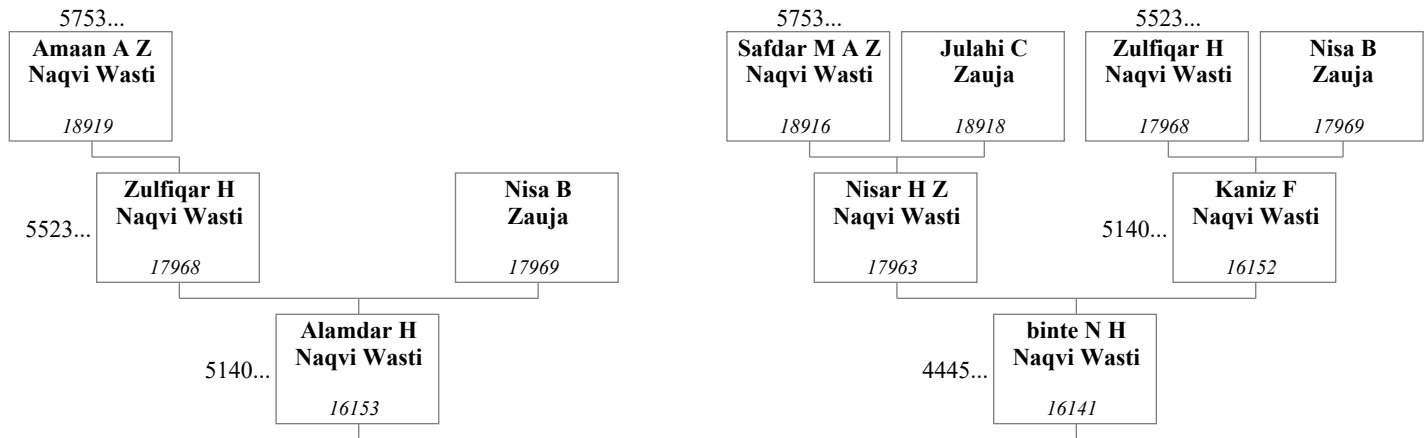 5753...
Amaan A Z
Naqvi Wasti
18919
5753...
Safdar M A Z
Naqvi Wasti
18916
Julahi C
Zauja
18918
5523...
Zulfiqar H
Naqvi Wasti
17968
Nisa B
Zauja
17969
5523...
Zulfiqar H
Naqvi Wasti
17968
Nisa B
Zauja
17969
Nisar H Z
Naqvi Wasti
17963
5140...
Kaniz F
Naqvi Wasti
16152
5140...
Alamdar H
Naqvi Wasti
16153
4445...
binte N H
Naqvi Wasti
16141